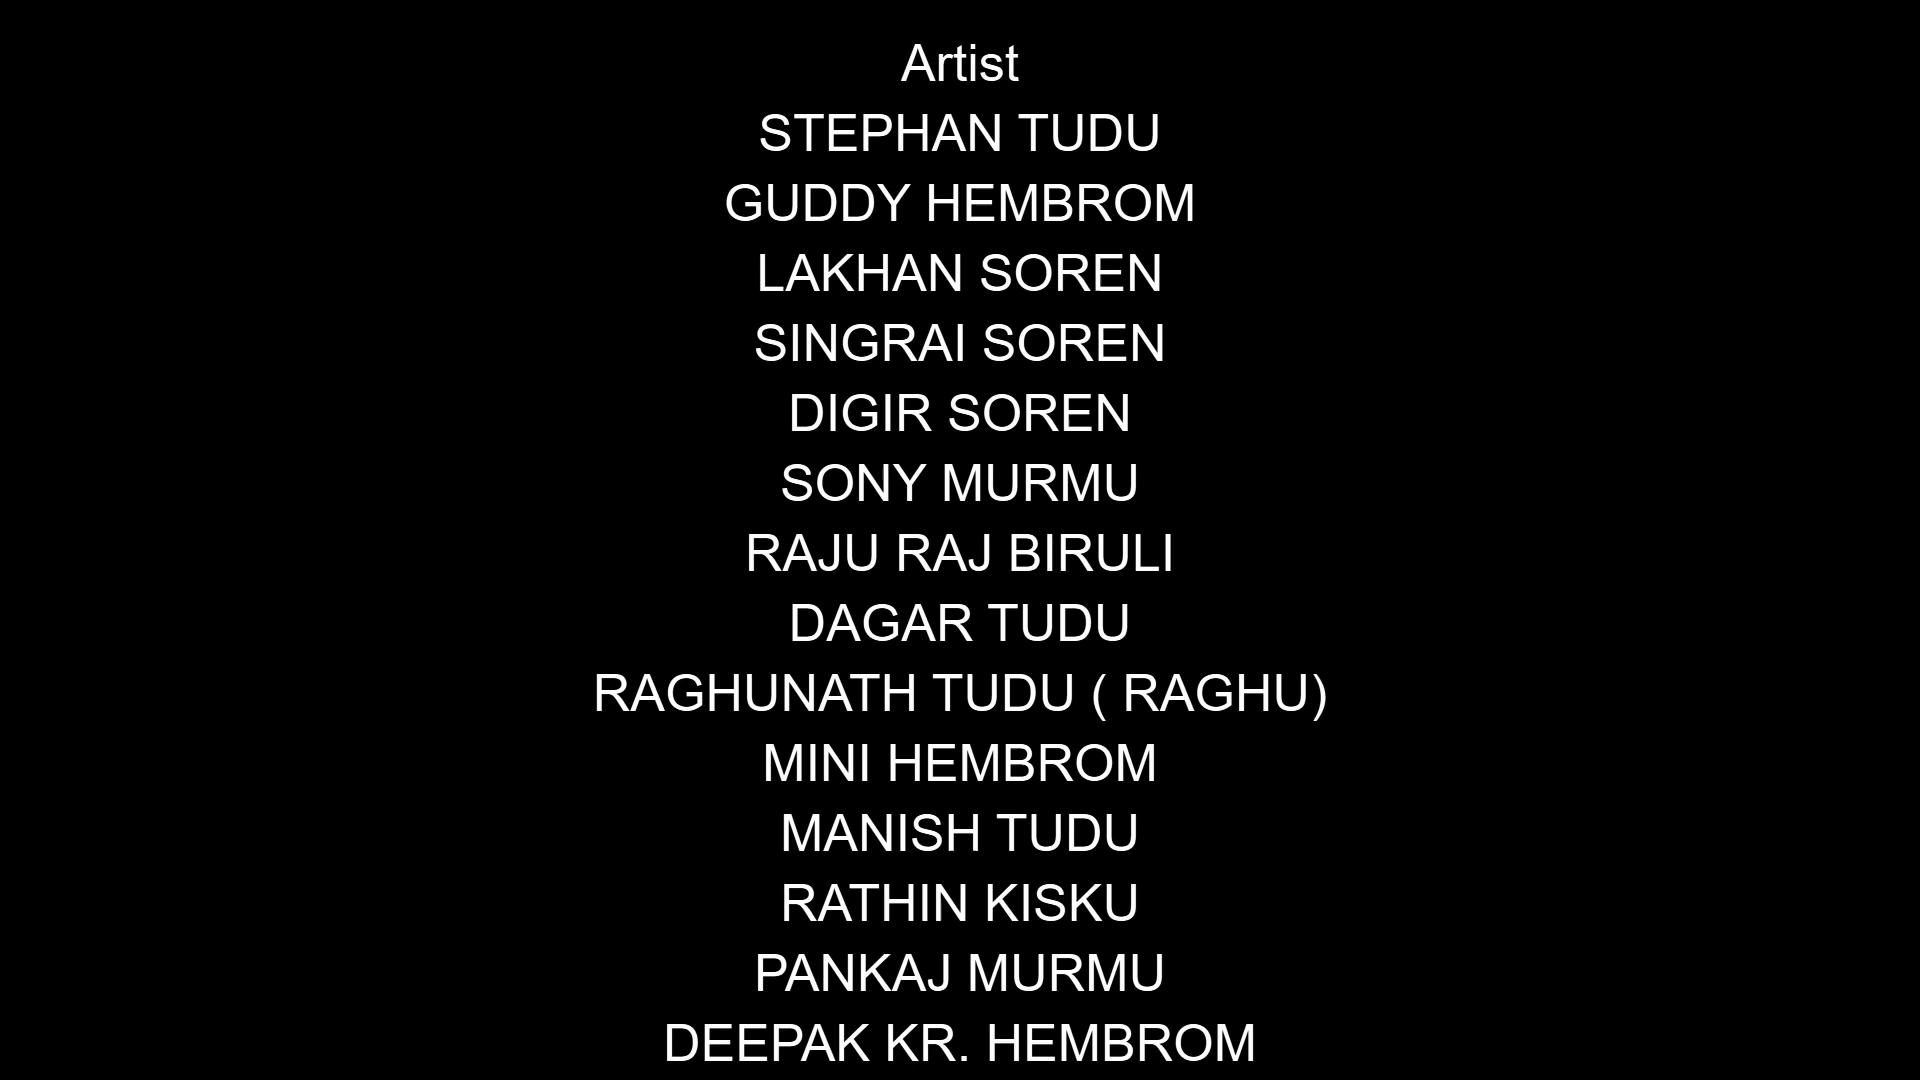 Artist
STEPHAN TUDU
GUDDY HEMBROM
LAKHAN SOREN
SINGRAI SOREN
DIGIR SOREN
SONY MURMU
RAJU RAJ BIRULI
DAGAR TUDU
RAGHUNATH TUDU ( RAGHU)
MINI HEMBROM
MANISH TUDU
RATHIN KISKU
PANKAJ MURMU
DEEPAK KR. HEMBROM